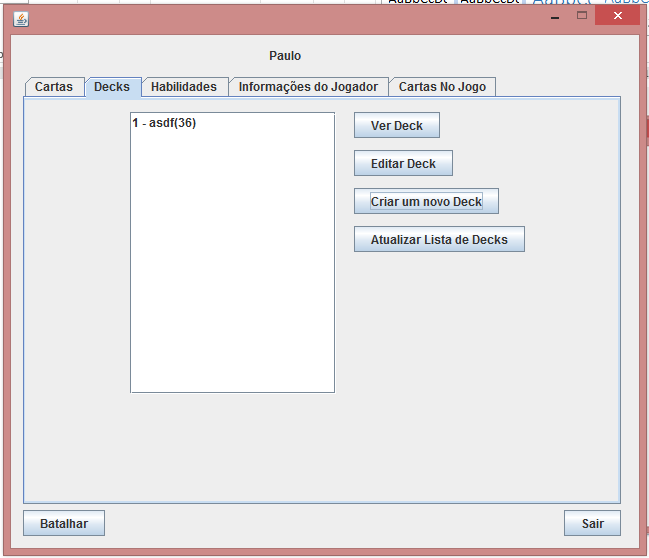 Paulo
Cartas
Decks
Habilidades
Informações do Jogador
Cartas No Jogo
1 - asdf(36)
Ver Deck
Editar Deck
Criar um novo Deck
Atualizar Lista de Decks
Batalhar
Sair